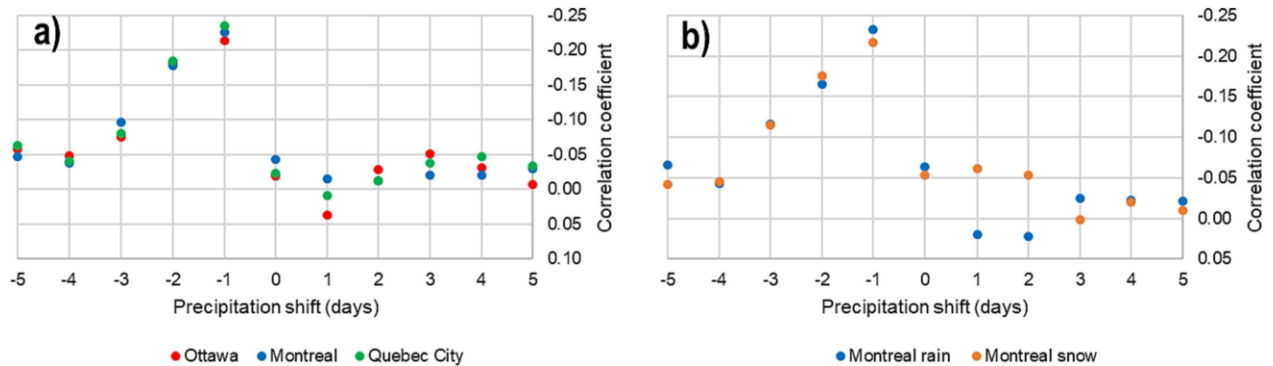 a)
-0.25
-0.20
-0.15
-0.10
-0.05
0.00
0.05
0.10
Correlation coefficient
-5 -4 -3 -2 -1 0 1 2 3 4 5
Precipitation shift (days)
Ottawa Montreal Quebec City
b)
-0.25
-0.20
-0.15
-0.10
-0.05
0.00
0.05
Correlation coefficient
-5 -4 -3 -2 -1 0 1 2 3 4 5
Precipitation shift (days)
Montreal rain Montreal snow